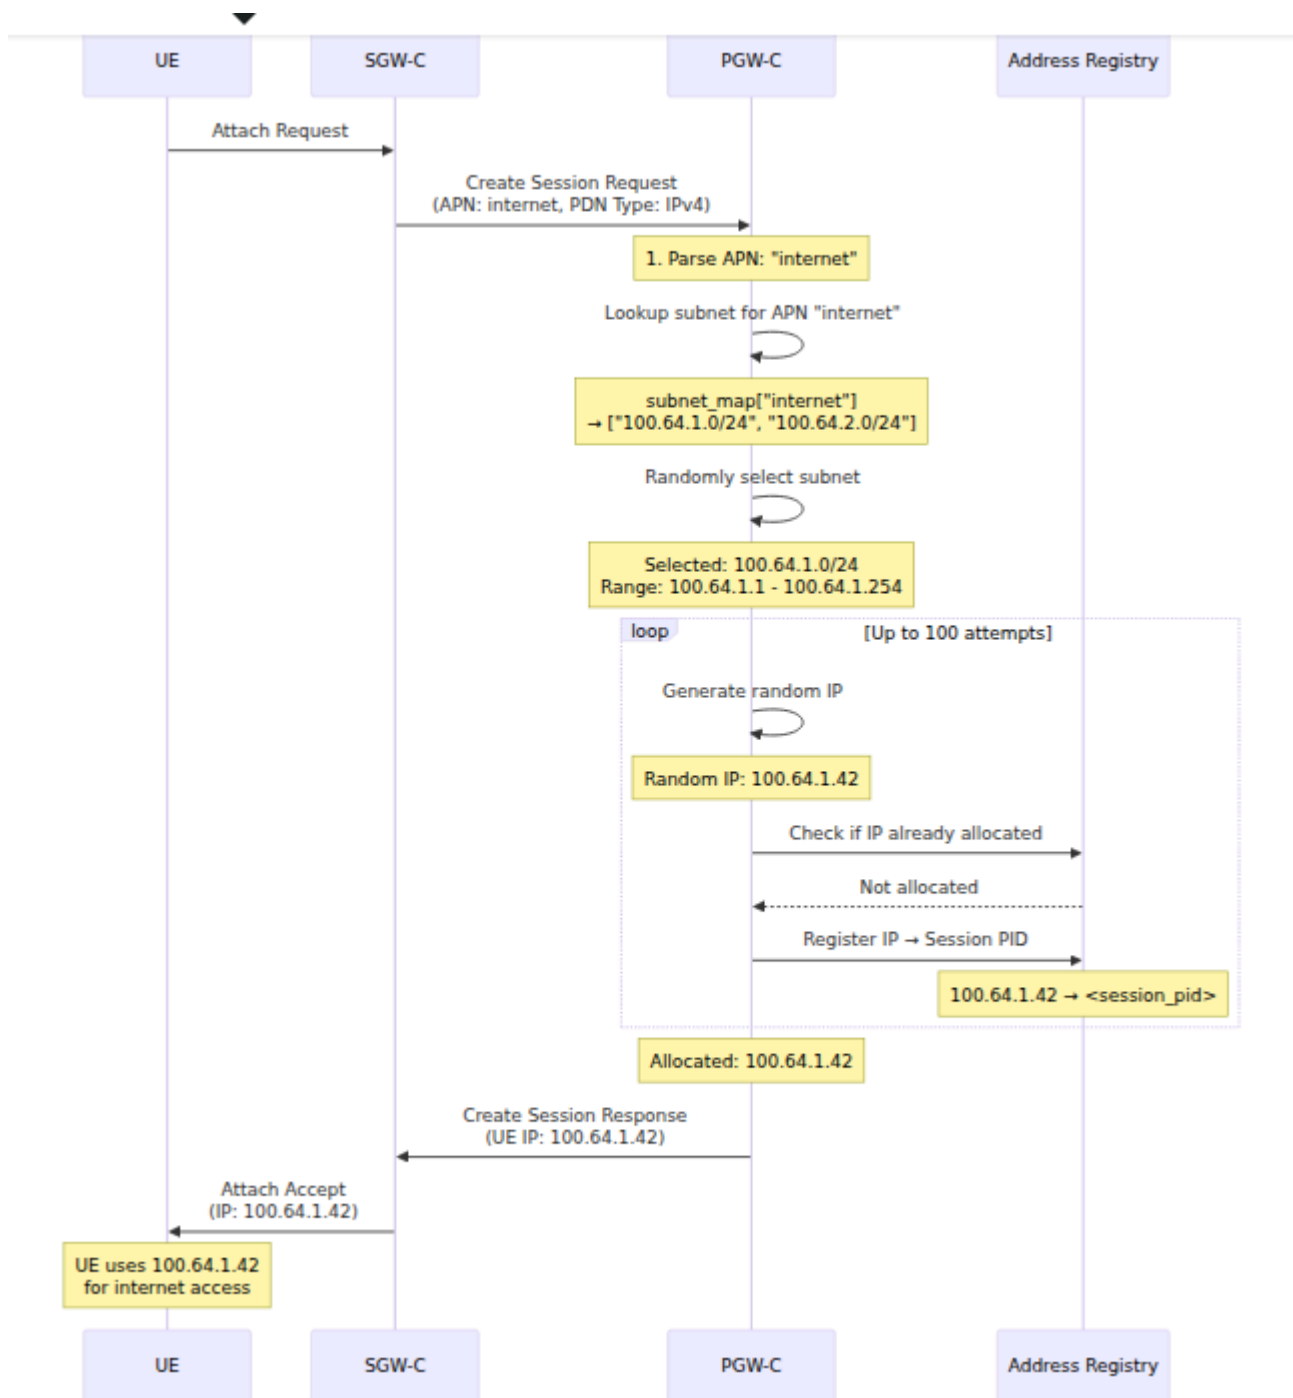 UE
SGW-C
PGW-C
Address Registry
Attach Request
Create Session Request
(APN: internet, PDN Type: IPv4)
1. Parse APN: "internet"
Lookup subnet for APN "internet"
subnet_map["internet"]
→ ["100.64.1.0/24", "100.64.2.0/24"]
Randomly select subnet
Selected: 100.64.1.0/24
Range: 100.64.1.1 - 100.64.1.254
loop
[Up to 100 attempts]
Generate random IP
Random IP: 100.64.1.42
Check if IP already allocated
Not allocated
Register IP → Session PID
100.64.1.42 → <session_pid>
Allocated: 100.64.1.42
Create Session Response
(UE IP: 100.64.1.42)
Attach Accept
(IP: 100.64.1.42)
UE uses 100.64.1.42
for internet access
UE
SGW-C
PGW-C
Address Registry